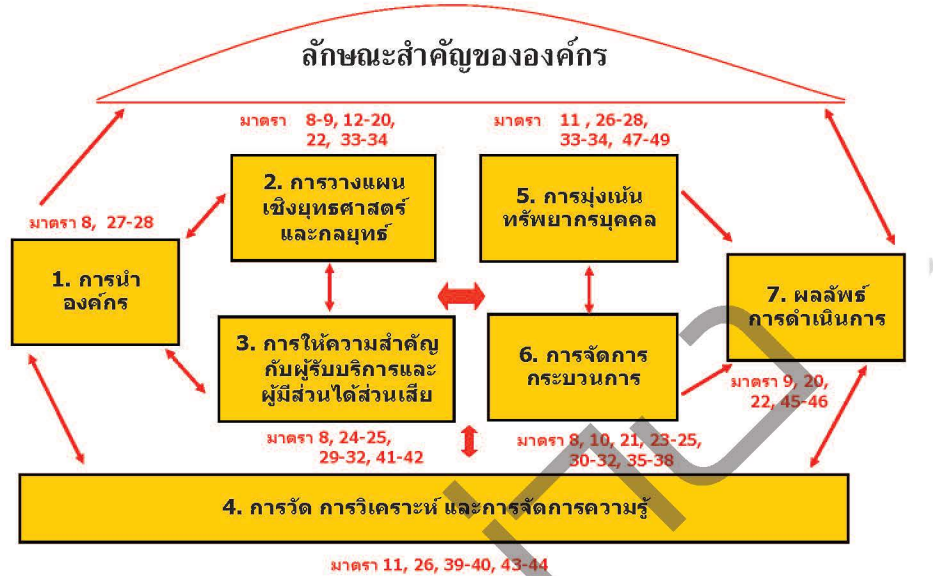 ลักษณะสำคัญขององค์กร
มาตรา 8-9, 12-20,
22, 33-34
มาตรา 11 , 26-28,
33-34, 47-49
2. การวางแผน
เชิงยุทธศาสตร์
และกลยุทธ์
5. การมุ่งเน้น
ทรัพยากรบุคคล
มาตรา 8, 27-28
1. การนำ
องค์กร
7. ผลลัพธ์
การดำเนินการ
3. การให้ความสำคัญ
กับผู้รับบริการและ
ผู้มีส่วนได้ส่วนเสีย
6. การจัดการ
กระบวนการ
มาตรา 9, 20,
22, 45-46
มาตรา 8, 24-25,
29-32, 41-42
มาตรา 8, 10, 21, 23-25,
30-32, 35-38
4. การวัด การวิเคราะห์ และการจัดการความรู้
มาตรา 11, 26, 39-40, 43-44